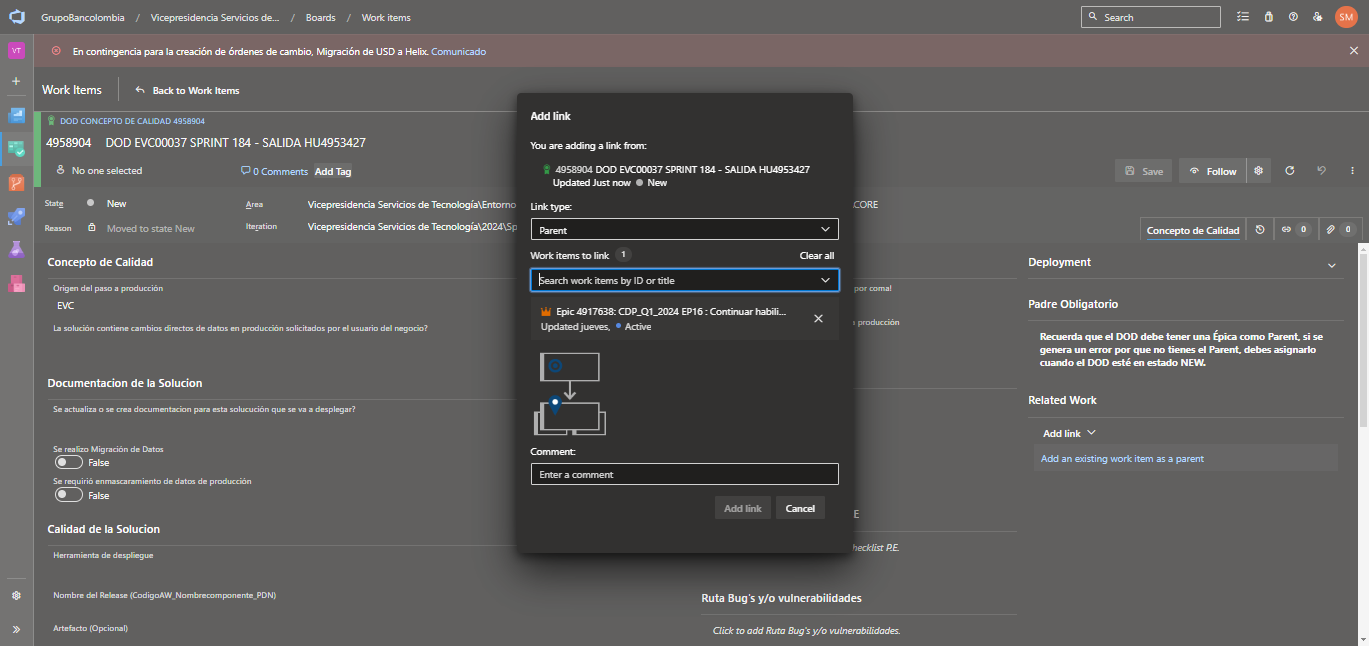 GrupoBancolombia / Vicepresidencia Servicios de... / Boards / Work items
Search
SM
VT
En contingencia para la creación de órdenes de cambio, Migración de USD a Helix. Comunicado
Work Items
Back to Work Items
DOD CONCEPTO DE CALIDAD 4958904
4958904 DOD EVC00037 SPRINT 184 - SALIDA HU4953427
No one selected
0 Comments
Add Tag
Save
Follow
State
New
Area
Vicepresidencia Servicios de Tecnología\Entorno
CORE
Reason
Moved to state New
Iteration
Vicepresidencia Servicios de Tecnología\2024\Sp
Concepto de Calidad
0
0
Concepto de Calidad
Origen del paso a producción
EVC
La solución contiene cambios directos de datos en producción solicitados por el usuario del negocio?
Documentacion de la Solucion
Se actualiza o se crea documentacion para esta solucución que se va a desplegar?
Se realizo Migración de Datos
False
Se requirió enmascaramiento de datos de producción
False
Calidad de la Solucion
Herramienta de despliegue
Nombre del Release (CodigoAW_Nombrecomponente_PDN)
Artefacto (Opcional)
Add link
You are adding a link from:
4958904 DOD EVC00037 SPRINT 184 - SALIDA HU4953427
Updated Just now New
Link type:
Parent
Work items to link 1
Clear all
Search work items by ID or title
Epic 4917638: CDP_Q1_2024 EP16 : Continuar habili...
Updated jueves, Active
Comment:
Enter a comment
Add link
Cancel
por coma!
producción
E
hecklist P.E.
Ruta Bug's y/o vulnerabilidades
Click to add Ruta Bug's y/o vulnerabilidades.
Deployment
Padre Obligatorio
Recuerda que el DOD debe tener una Épica como Parent, si se
genera un error por que no tienes el Parent, debes asignarlo
cuando el DOD esté en estado NEW.
Related Work
Add link
Add an existing work item as a parent